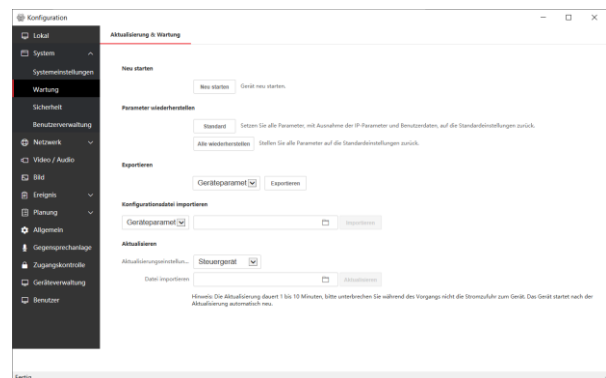 Konfiguration
Lokal
System
Systemeinstellungen
Wartung
Sicherheit
Benutzerverwaltung
Netzwerk
Video / Audio
Bild
Ereignis
Planung
Allgemein
Gegensprechanlage
Zugangskontrolle
Geräteverwaltung
Benutzer
Aktualisierung & Wartung
Neu starten
Neu starten Gerät neu starten.
Parameter wiederherstellen
Standard Setzen Sie alle Parameter, mit Ausnahme der IP-Parameter und Benutzerdaten, auf die Standardeinstellungen zurück.
Alle wiederherstellen Stellen Sie alle Parameter auf die Standardeinstellungen zurück.
Exportieren
Geräteparamet Exportieren
Konfigurationsdatei importieren
Geräteparamet Importieren
Aktualisieren
Aktualisierungseinstellun... Steuergerät
Datei importieren Aktualisieren
Hinweis: Die Aktualisierung dauert 1 bis 10 Minuten, bitte unterbrechen Sie während des Vorgangs nicht die Stromzufuhr zum Gerät. Das Gerät startet nach der
Aktualisierung automatisch neu.
Fertig